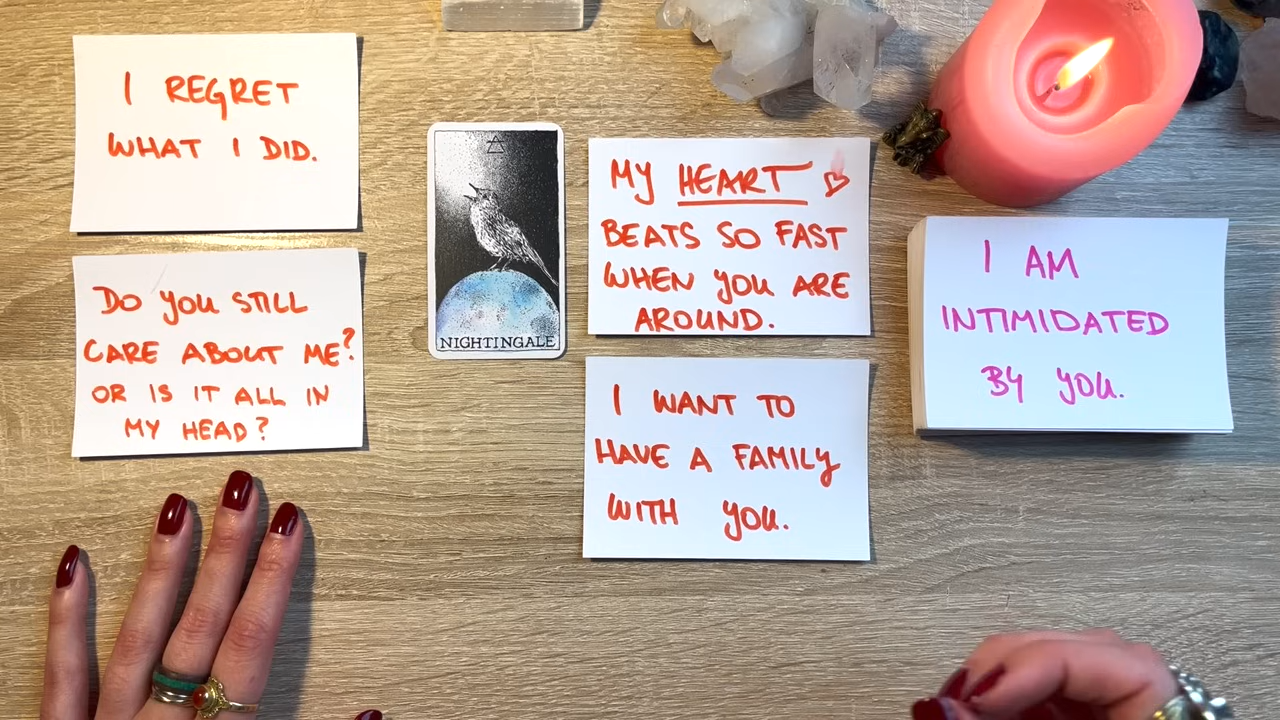 I REGRET
WHAT I DID.
DO YOU STILL
CARE ABOUT ME?
OR IS IT ALL IN
MY HEAD?
NIGHTINGALE
MY HEART
BEATS SO FAST
WHEN YOU ARE
AROUND.
I WANT TO
HAVE A FAMILY
WITH YOU.
I AM
INTIMIDATED
BY YOU.